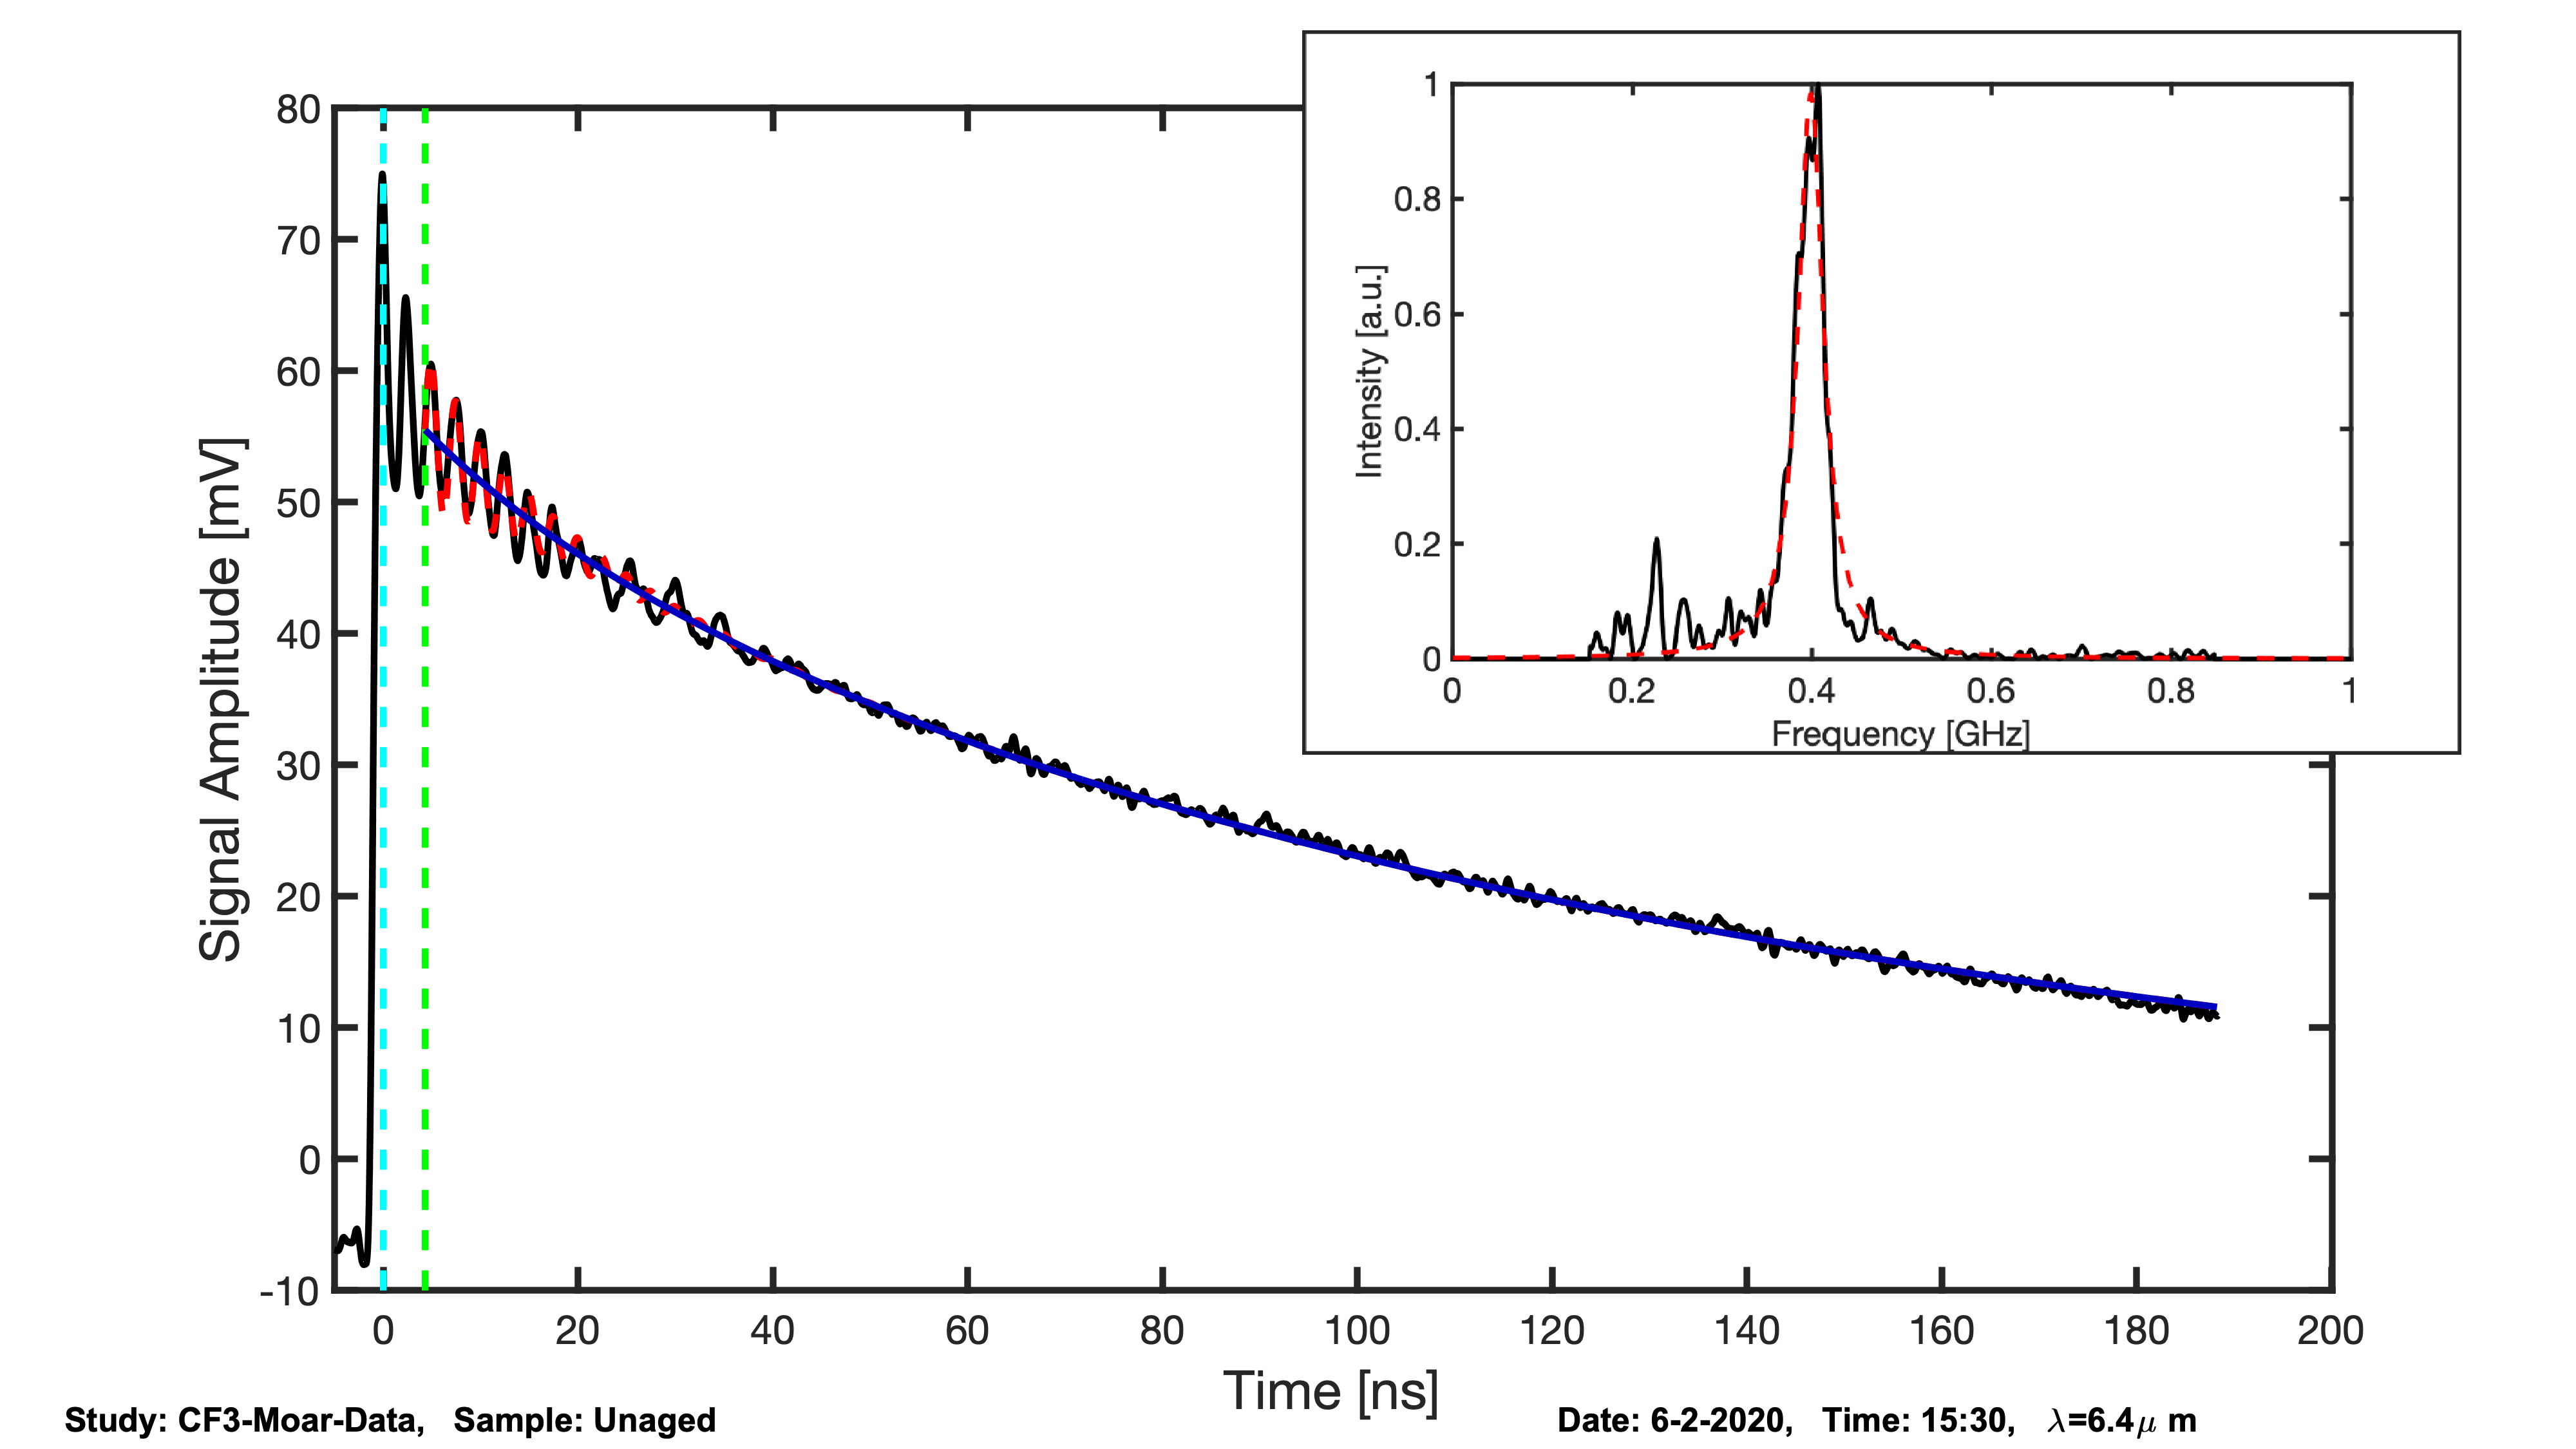 1
0.8
0.6
0.4
0.2
0
Intensity [a.u.]
0 0.2 0.4 0.6 0.8 1
Frequency [GHz]
80
70
60
50
40
30
20
10
0
-10
Signal Amplitude [mV]
0 20 40 60 80 100 120 140 160 180 200
Time [ns]
Study: CF3-Moar-Data, Sample: Unaged
Date: 6-2-2020, Time: 15:30, λ=6.4μ m